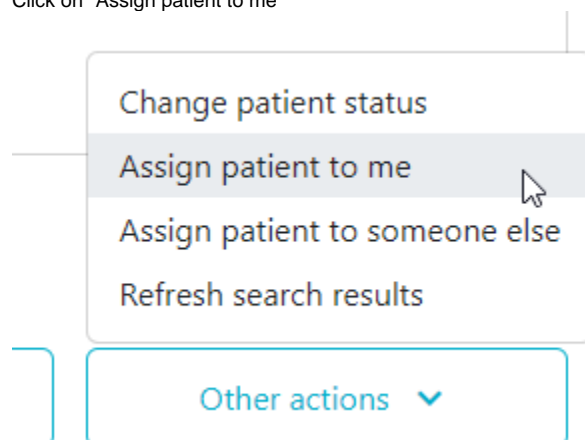 Click on "Assign patient to me"
Change patient status
Assign patient to me
Assign patient to someone else
Refresh search results
Other actions